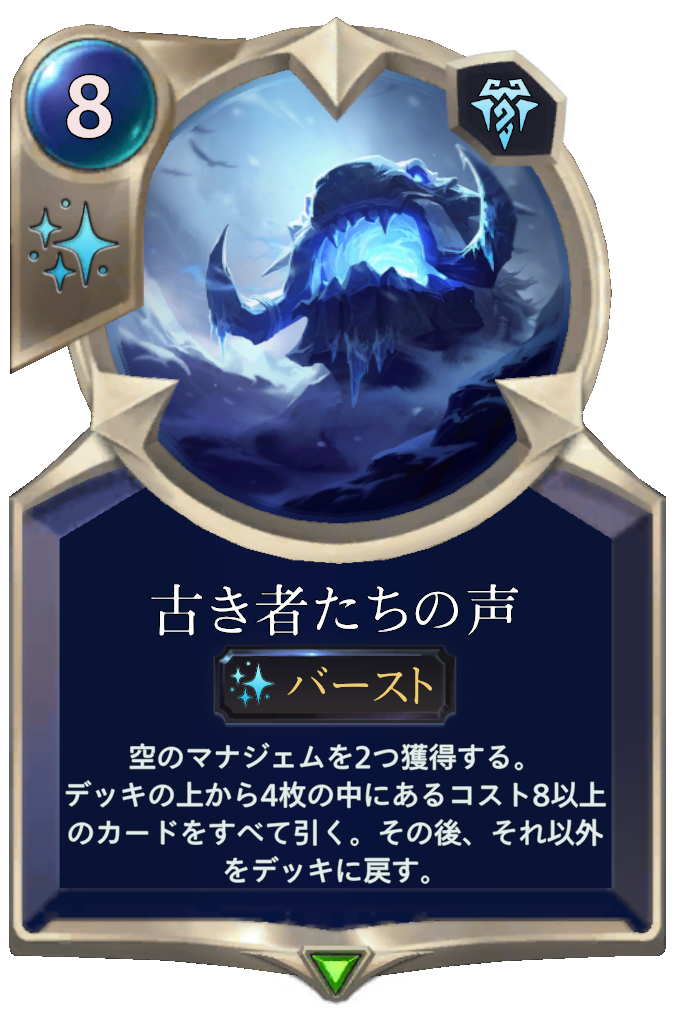 8
古き者たちの声
バースト
空のマナジェムを2つ獲得する。
デッキの上から4枚の中にあるコスト8以上
のカードをすべて引く。その後、それ以外
をデッキに戻す。